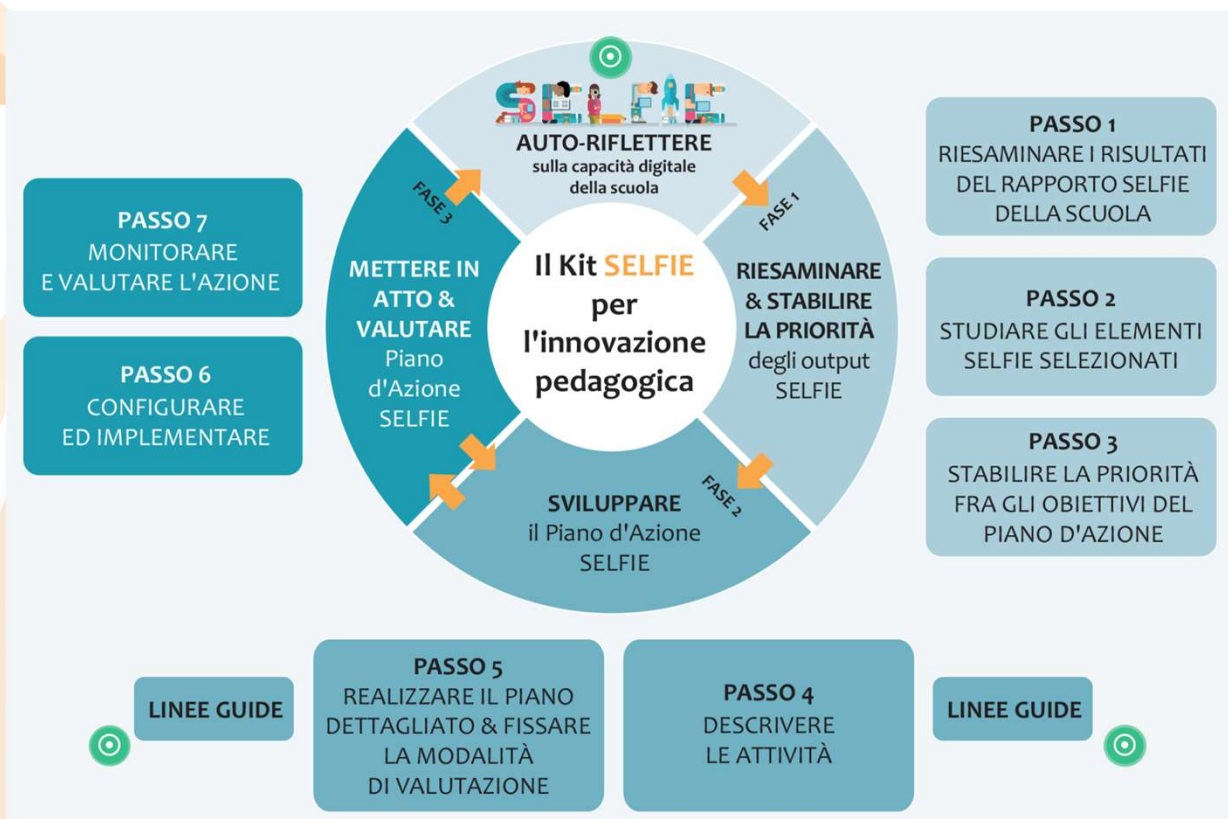 SELFIE
AUTO-RIFLETTERE
sulla capacità digitale
della scuola
FASE 1
RIESAMINARE
& STABILIRE
LA PRIORITÀ
degli output
SELFIE
FASE 2
SVILUPPARE
il Piano d'Azione
SELFIE
FASE 3
METTERE IN
ATTO &
VALUTARE
Piano
d'Azione
SELFIE
Il Kit SELFIE
per
l'innovazione
pedagogica
PASSO 1
RIESAMINARE I RISULTATI
DEL RAPPORTO SELFIE
DELLA SCUOLA
PASSO 2
STUDIARE GLI ELEMENTI
SELFIE SELEZIONATI
PASSO 3
STABILIRE LA PRIORITÀ
FRA GLI OBIETTIVI DEL
PIANO D'AZIONE
LINEE GUIDE
PASSO 4
DESCRIVERE
LE ATTIVITÀ
PASSO 5
REALIZZARE IL PIANO
DETTAGLIATO & FISSARE
LA MODALITÀ
DI VALUTAZIONE
LINEE GUIDE
PASSO 6
CONFIGURARE
ED IMPLEMENTARE
PASSO 7
MONITORARE
E VALUTARE L'AZIONE